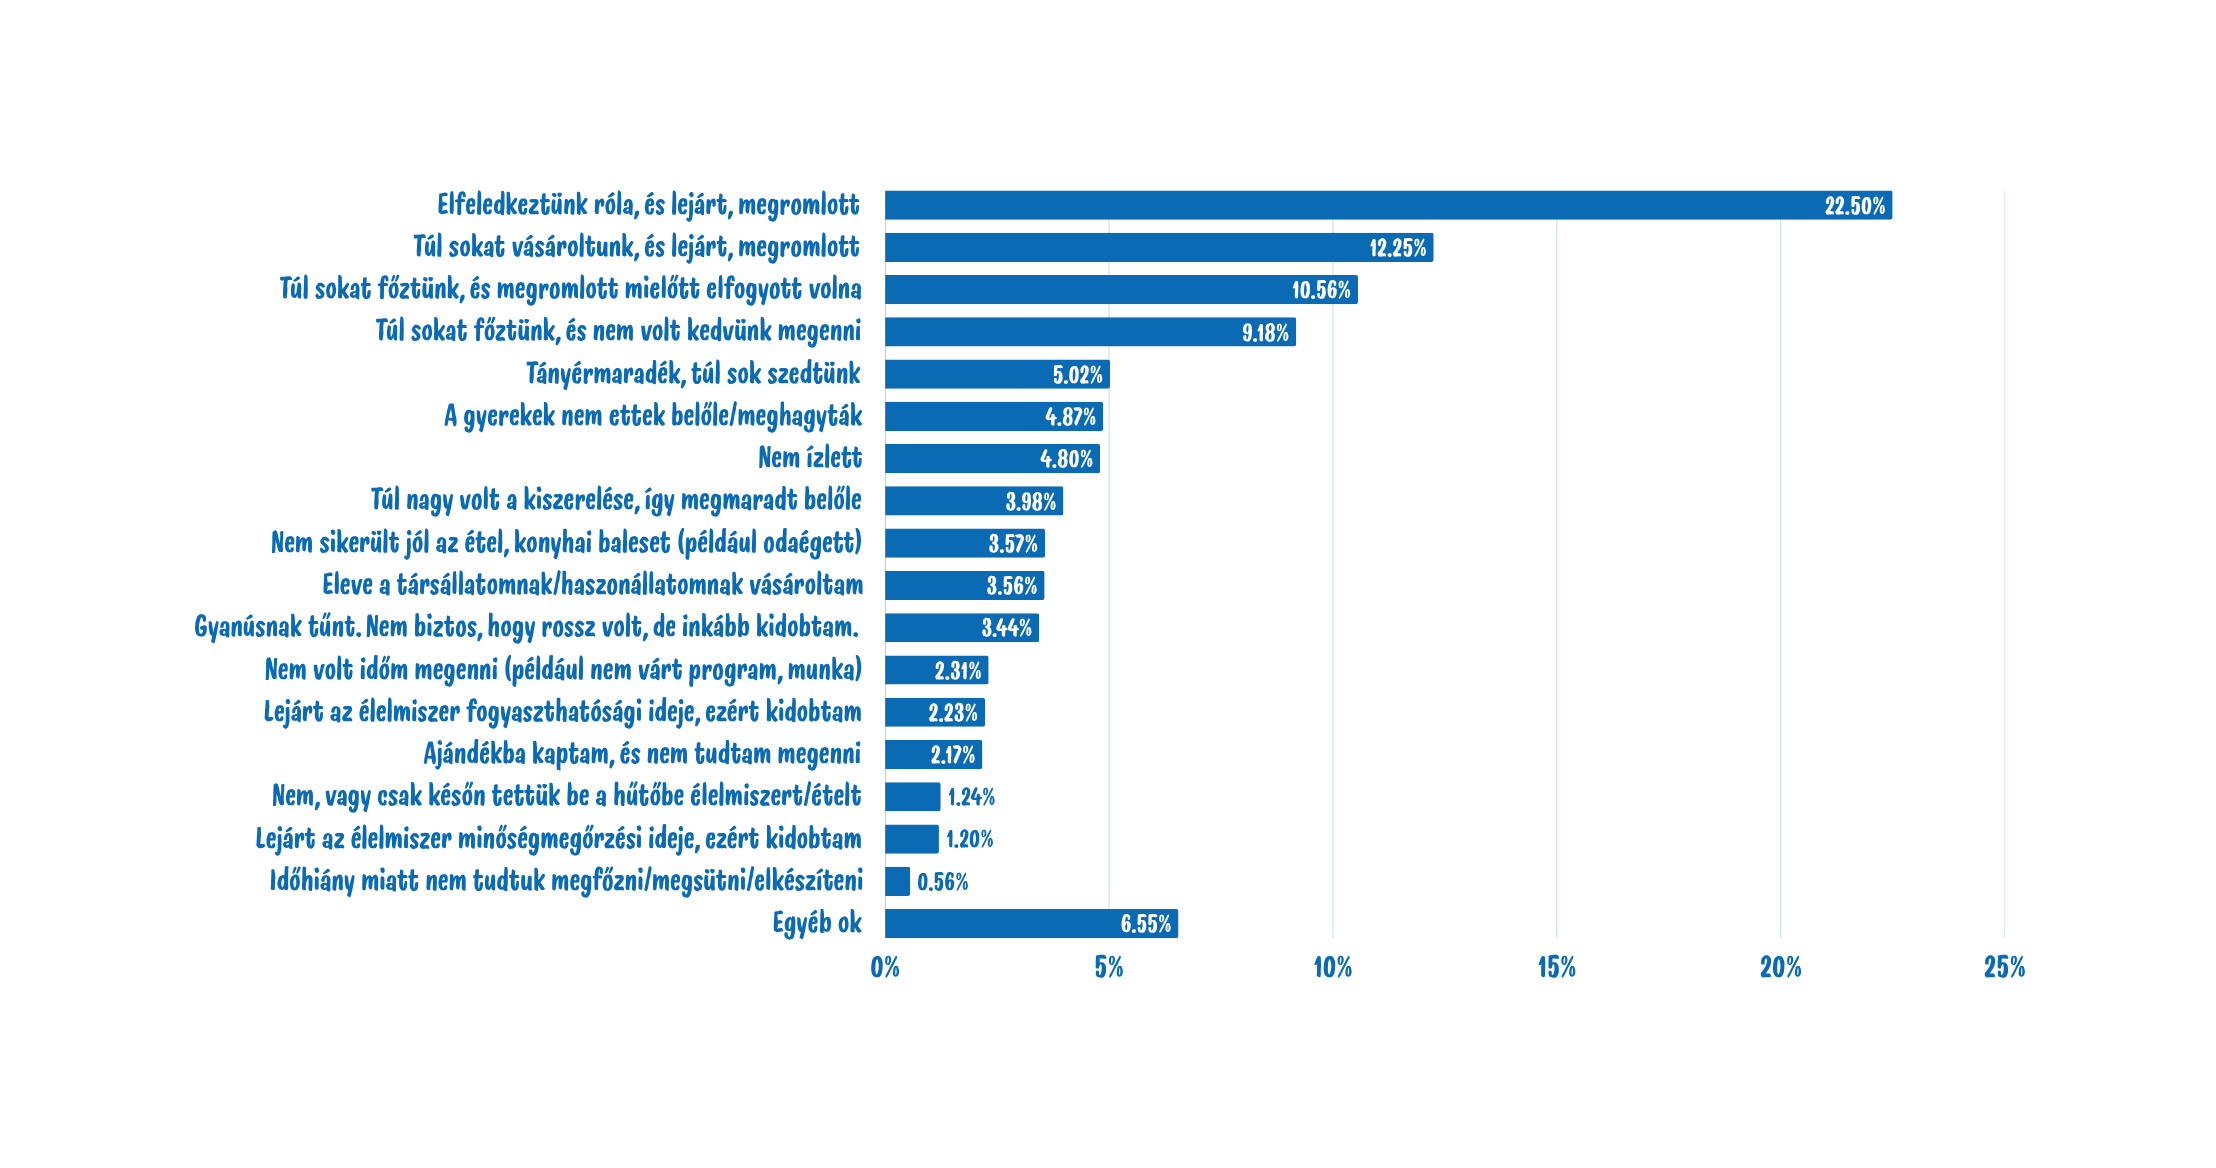 Elfeledkeztünk róla, és lejárt, megromlott 22.50%
Túl sokat vásároltunk, és lejárt, megromlott 12.25%
Túl sokat főztünk, és megromlott mielőtt elfogyott volna 10.56%
Túl sokat főztünk, és nem volt kedvünk megenni 9.18%
Tányérmaradék, túl sok szedtünk 5.02%
A gyerekek nem ettek belőle/meghagyták 4.87%
Nem ízlett 4.80%
Túl nagy volt a kiszerelése, így megmaradt belőle 3.98%
Nem sikerült jól az étel, konyhai baleset (például odaégett) 3.57%
Eleve a társállatomnak/haszonállatomnak vásároltam 3.56%
Gyanúsnak tűnt. Nem biztos, hogy rossz volt, de inkább kidobtam. 3.44%
Nem volt időm megenni (például nem várt program, munka) 2.31%
Lejárt az élelmiszer fogyaszthatósági ideje, ezért kidobtam 2.23%
Ajándékba kaptam, és nem tudtam megenni 2.17%
Nem, vagy csak későn tettük be a hűtőbe élelmiszert/ételt 1.24%
Lejárt az élelmiszer minőségmegőrzési ideje, ezért kidobtam 1.20%
Időhiány miatt nem tudtuk megfőzni/megsütni/elkészíteni 0.56%
Egyéb ok 6.55%
0% 5% 10% 15% 20% 25%